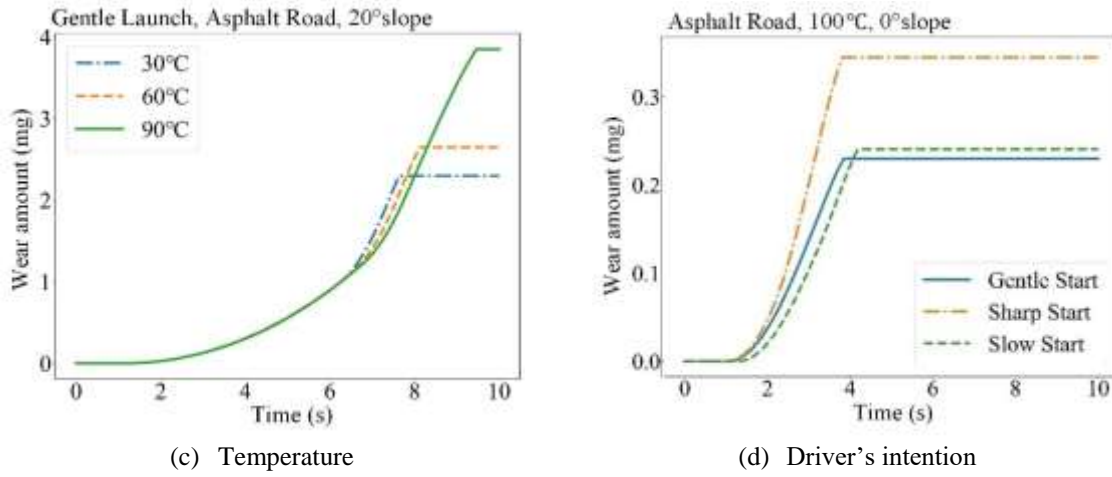 Gentle Launch, Asphalt Road, 20°slope
4
3
2
1
0
Wear amount (mg)
30°C
60°C
90°C
0 2 4 6 8 10
Time (s)
(c) Temperature
Asphalt Road, 100℃, 0°slope
0.3
0.2
0.1
0.0
Wear amount (mg)
Gentle Start
Sharp Start
Slow Start
0 2 4 6 8 10
Time (s)
(d) Driver’s intention